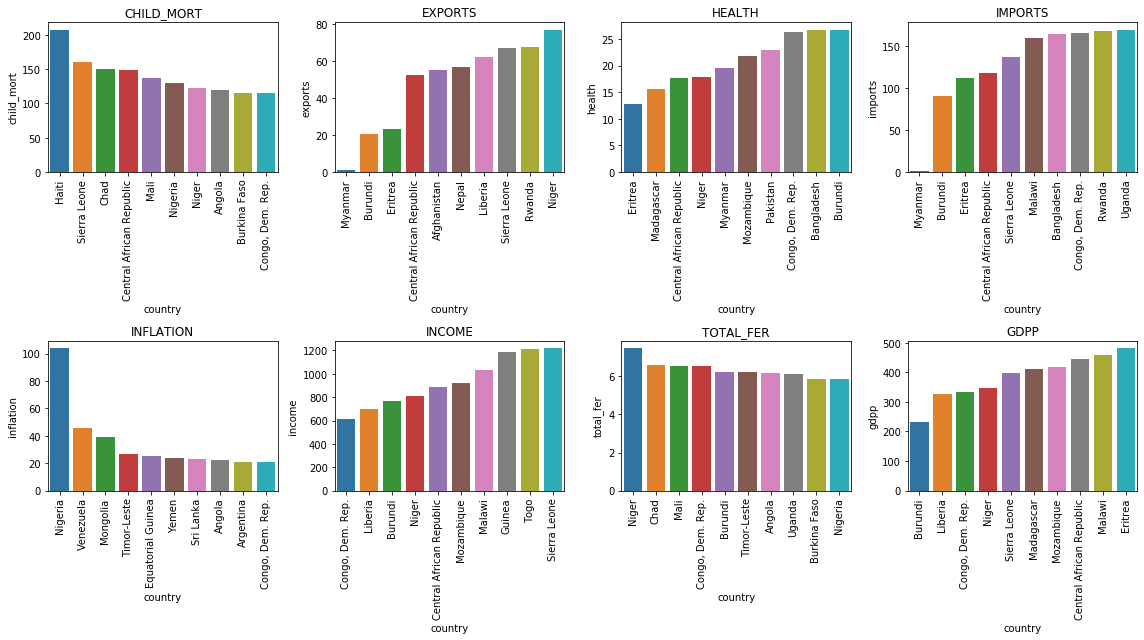 CHILD_MORT
child_mort
200
150
100
50
0
Haiti
Sierra Leone
Chad
Central African Republic
Mali
Nigeria
Niger
Angola
Burkina Faso
Congo, Dem. Rep.
country
EXPORTS
exports
80
60
40
20
0
Myanmar
Burundi
Eritrea
Central African Republic
Afghanistan
Nepal
Liberia
Sierra Leone
Rwanda
Niger
country
HEALTH
health
25
20
15
10
5
0
Eritrea
Madagascar
Central African Republic
Niger
Myanmar
Mozambique
Pakistan
Congo, Dem. Rep.
Bangladesh
Burundi
country
IMPORTS
imports
150
100
50
0
Myanmar
Burundi
Eritrea
Central African Republic
Sierra Leone
Malawi
Bangladesh
Congo, Dem. Rep.
Rwanda
Uganda
country
INFLATION
inflation
100
80
60
40
20
0
Nigeria
Venezuela
Mongolia
Timor-Leste
Equatorial Guinea
Yemen
Sri Lanka
Angola
Argentina
Congo, Dem. Rep.
country
INCOME
income
1200
1000
800
600
400
200
0
Congo, Dem. Rep.
Liberia
Burundi
Niger
Central African Republic
Mozambique
Malawi
Guinea
Togo
Sierra Leone
country
TOTAL_FER
total_fer
6
4
2
0
Niger
Chad
Mali
Congo, Dem. Rep.
Burundi
Timor-Leste
Angola
Uganda
Burkina Faso
Nigeria
country
GDPP
gdpp
500
400
300
200
100
0
Burundi
Liberia
Congo, Dem. Rep.
Niger
Sierra Leone
Madagascar
Mozambique
Central African Republic
Malawi
Eritrea
country